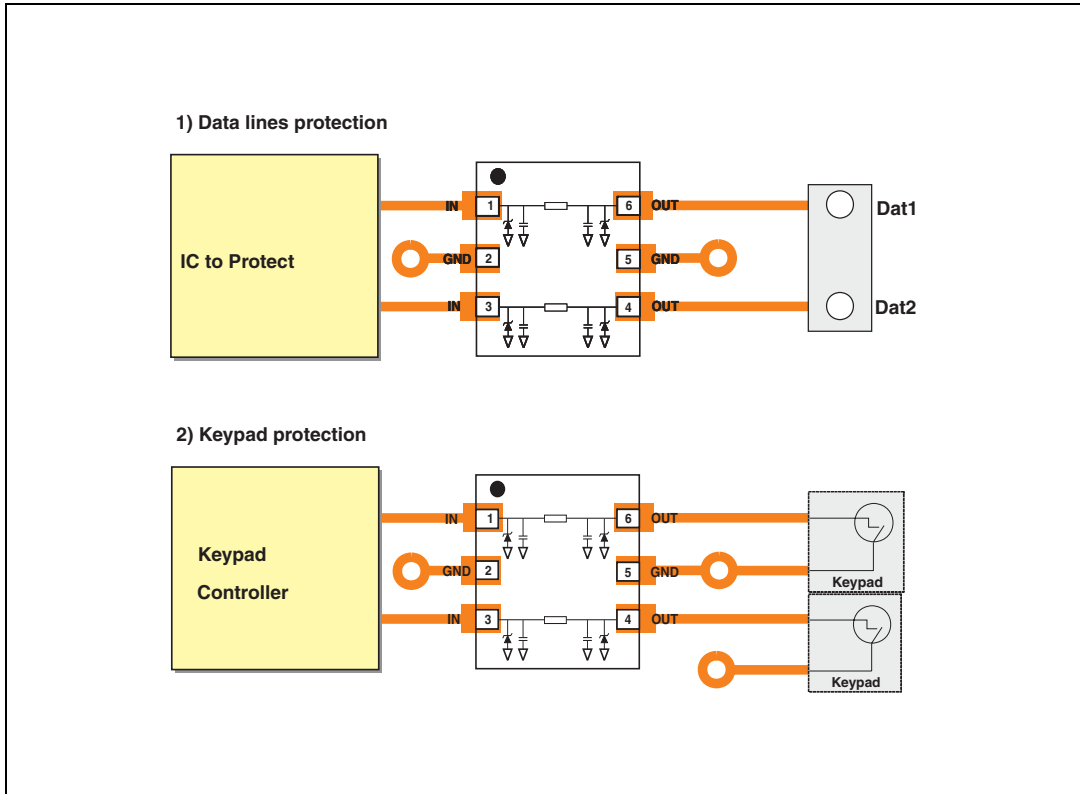 1) Data lines protection
IC to Protect
IN 1 6 OUT
GND 2 5 GND
IN 3 4 OUT
Dat1
Dat2
2) Keypad protection
Keypad
Controller
IN 1 6 OUT
GND 2 5 GND
IN 3 4 OUT
Keypad
Keypad